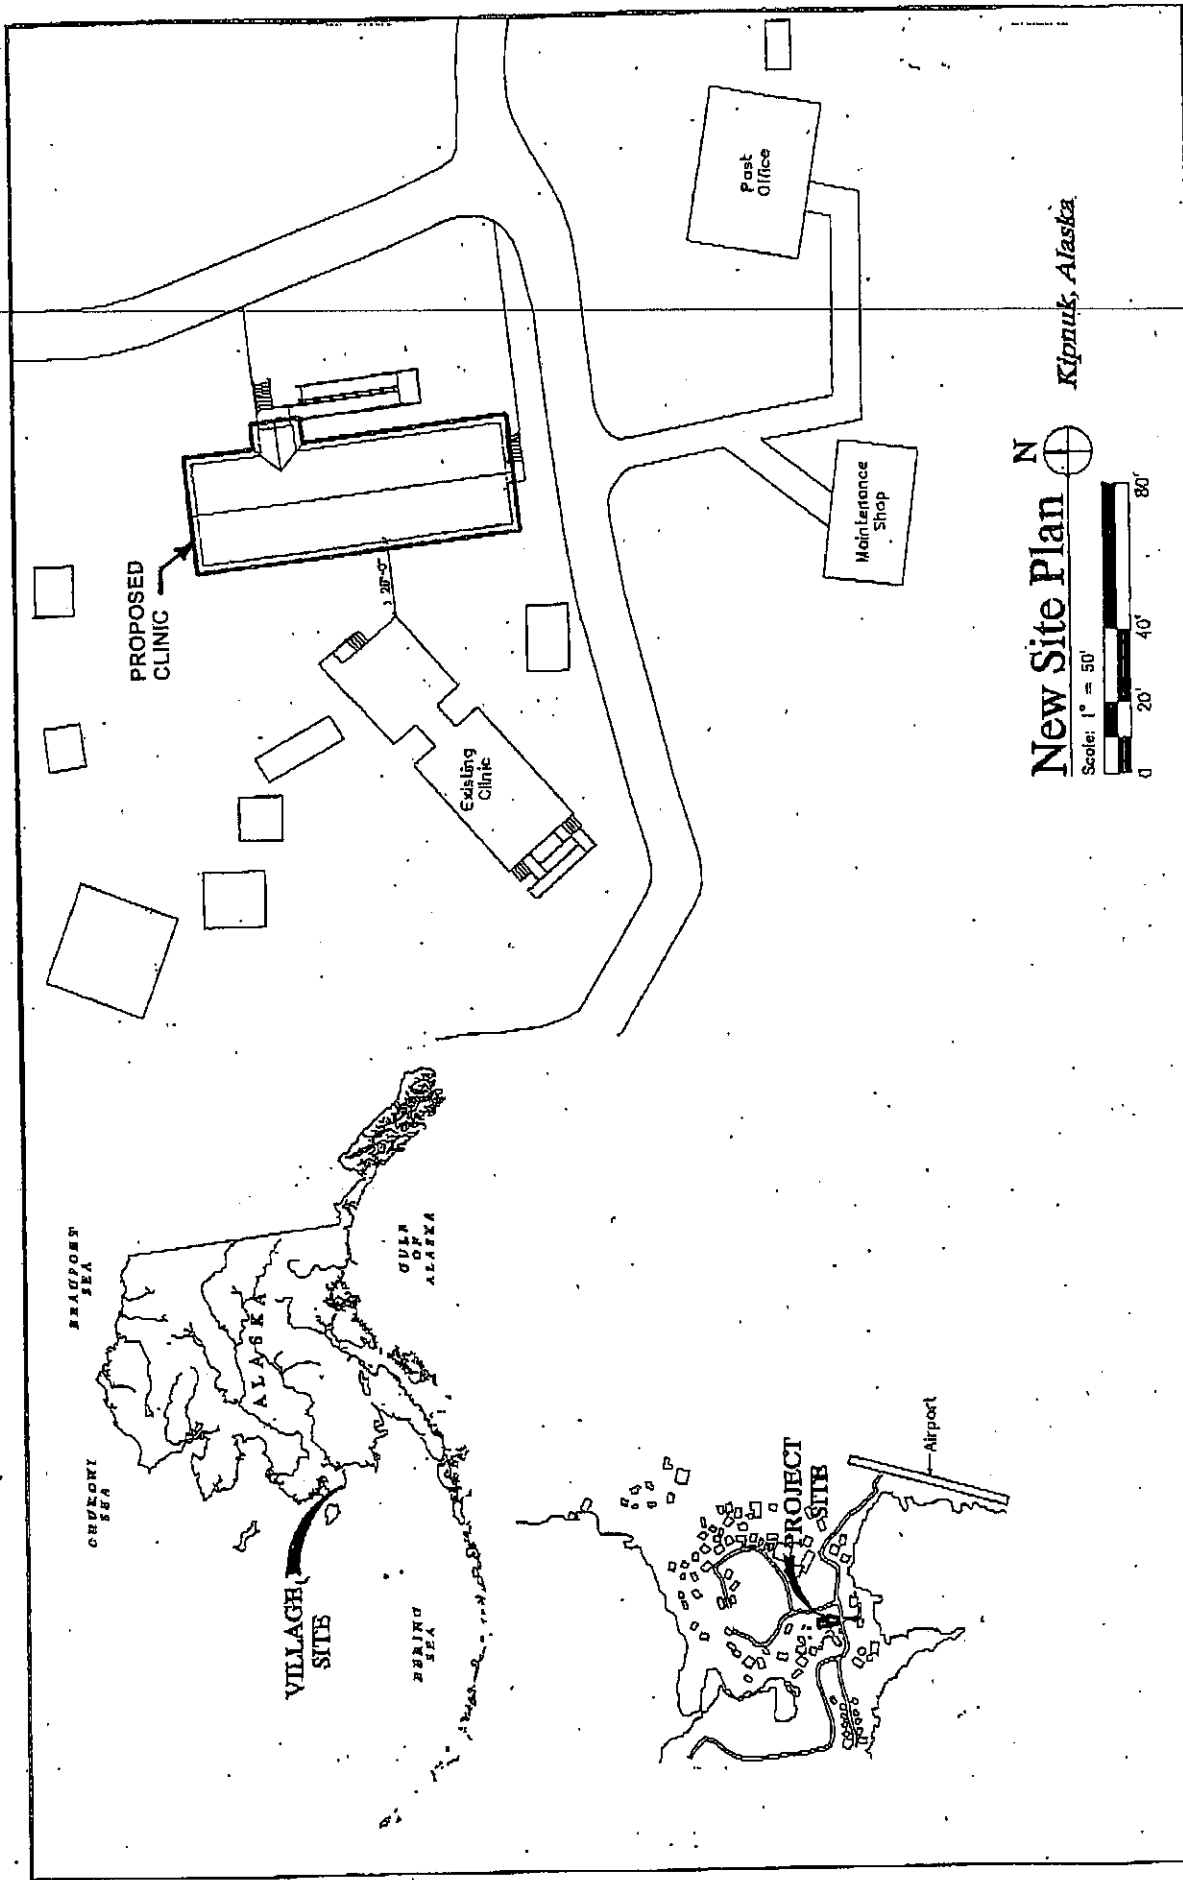 BEAUFORT
SEA
CHUKCHI
SEA
ALASKA
GULF
OF
ALASKA
BERING
SEA
VILLAGE
SITE
PROJECT
SITE
Airport
PROPOSED
CLINIC
20'-0"
Existing
Clinic
Post
Office
Maintenance
Shop
New Site Plan
N
Scale: 1" = 50'
0 20' 40' 80'
Kipnuk, Alaska